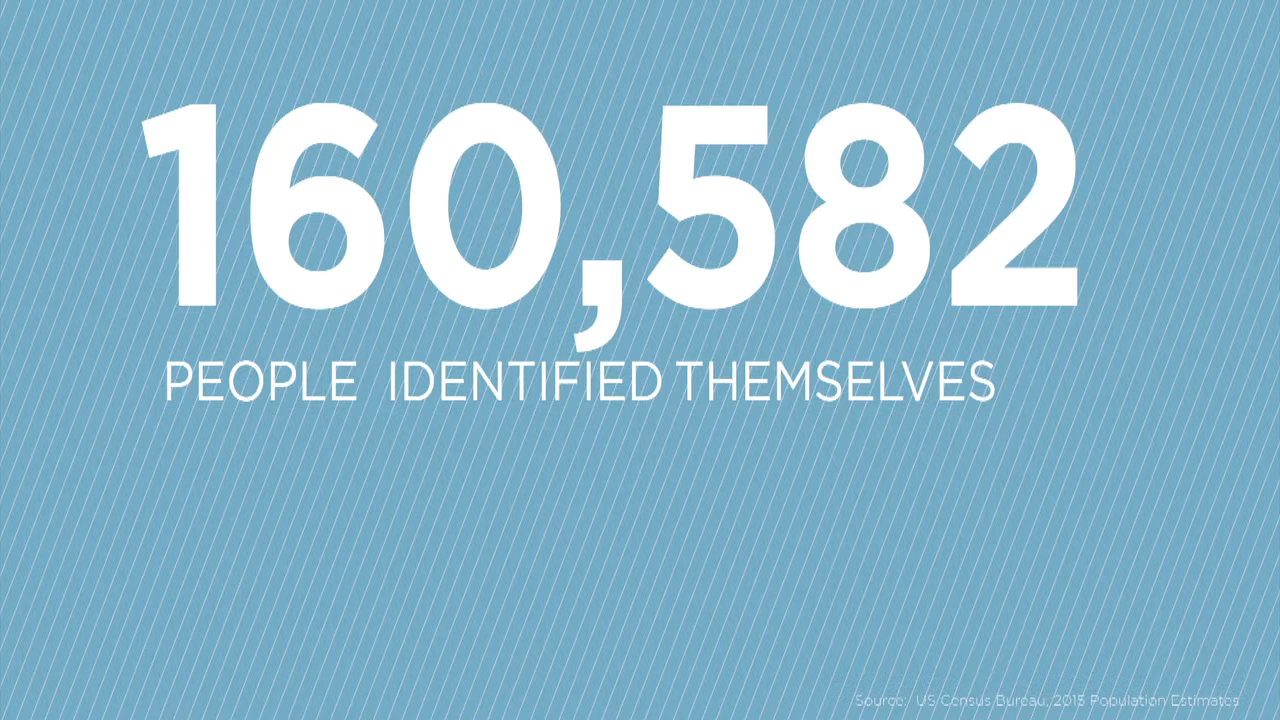 160,582
PEOPLE IDENTIFIED THEMSELVES
Source: US Census Bureau, 2015 Population Estimates